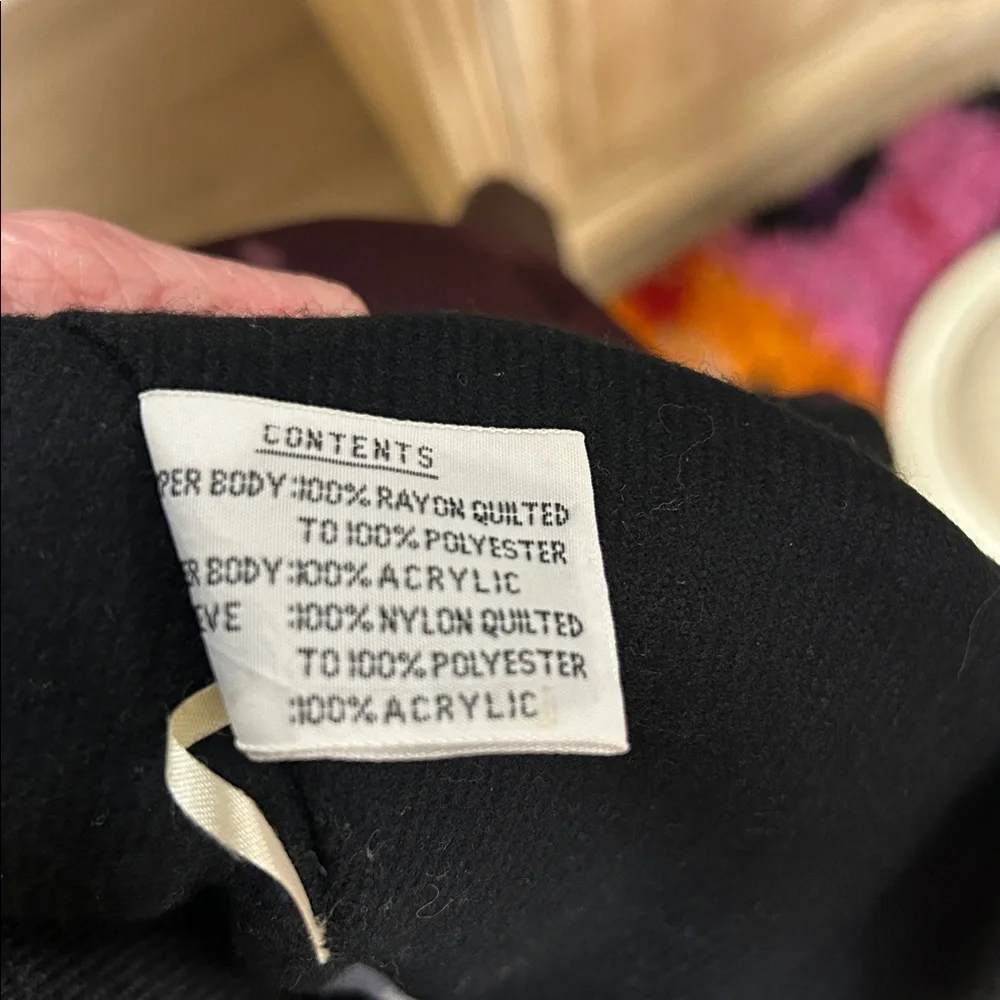 CONTENTS
PER BODY:100% RAYON QUILTED
TO 100% POLYESTER
ER BODY:100% ACRYLIC
EVE :100% NYLON QUILTED
TO 100% POLYESTER
:100% ACRYLIC